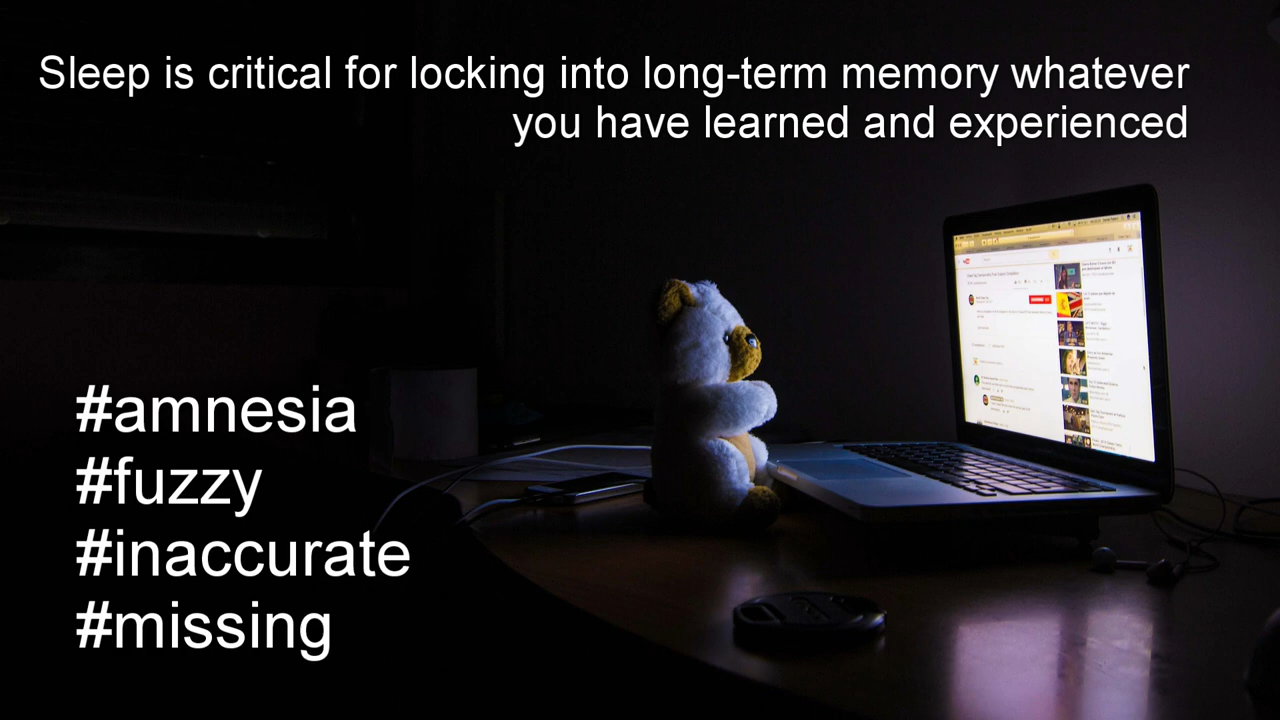 Sleep is critical for locking into long-term memory whatever
you have learned and experienced
#amnesia
#fuzzy
#inaccurate
#missing